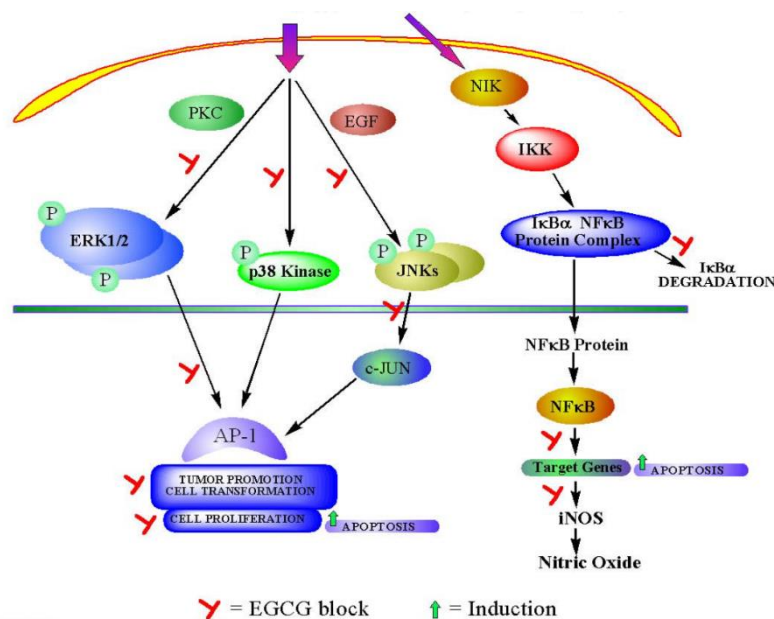 NIK
PKC
EGF
IKK
P
ERK1/2
P
P
p38 Kinase
P
P
JNKs
IκBα NFκB
Protein Complex
IκBα
DEGRADATION
NFκB Protein
c-JUN
NFκB
AP-1
Target Genes
APOPTOSIS
TUMOR PROMOTION
CELL TRANSFORMATION
CELL PROLIFERATION
APOPTOSIS
iNOS
Nitric Oxide
= EGCG block
= Induction